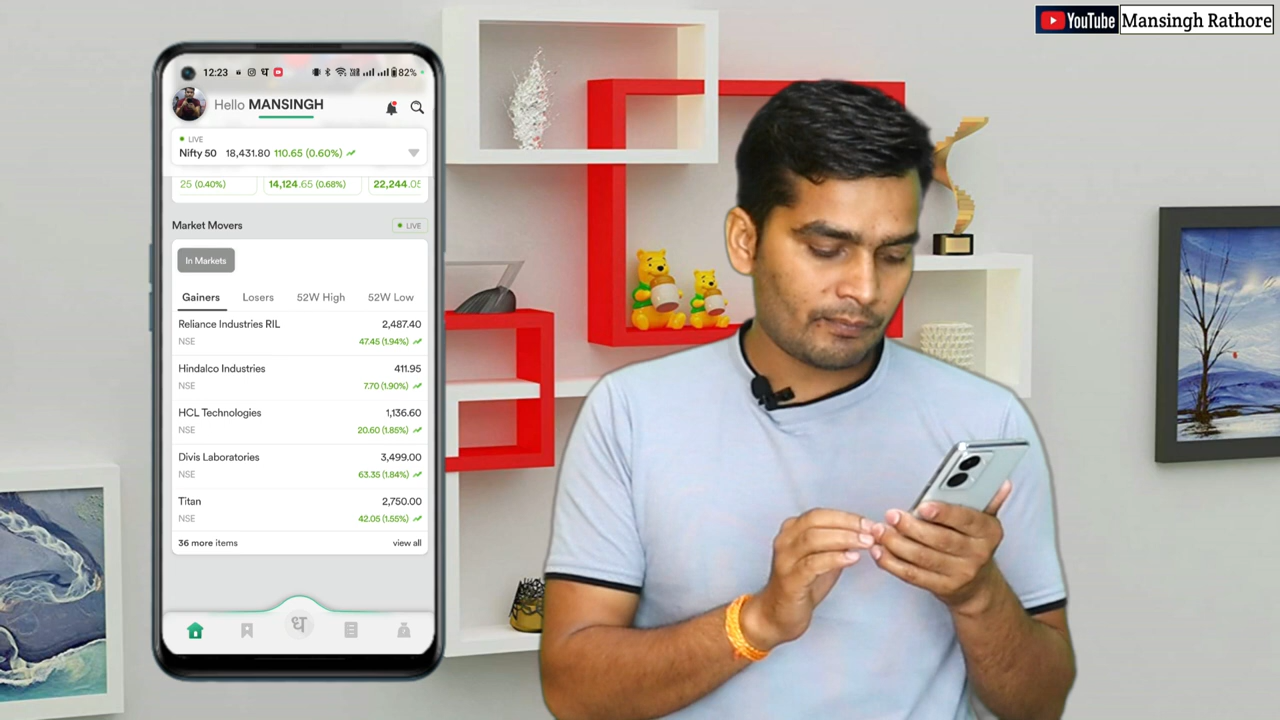 YouTube Mansingh Rathore
12:23 ध 82%
Hello MANSINGH
LIVE
Nifty 50 18,431.80 110.65 (0.60%)
25 (0.40%) 14,124.65 (0.68%) 22,244.05
Market Movers LIVE
In Markets
Gainers Losers 52W High 52W Low
Reliance Industries RIL 2,487.40
NSE 47.45 (1.94%)
Hindalco Industries 411.95
NSE 7.70 (1.90%)
HCL Technologies 1,136.60
NSE 20.60 (1.85%)
Divis Laboratories 3,499.00
NSE 63.35 (1.84%)
Titan 2,750.00
NSE 42.05 (1.55%)
36 more items view all
ध